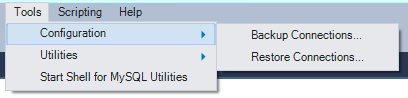 Tools Scripting Help
Configuration
Backup Connections...
Utilities
Restore Connections...
Start Shell for MySQL Utilities